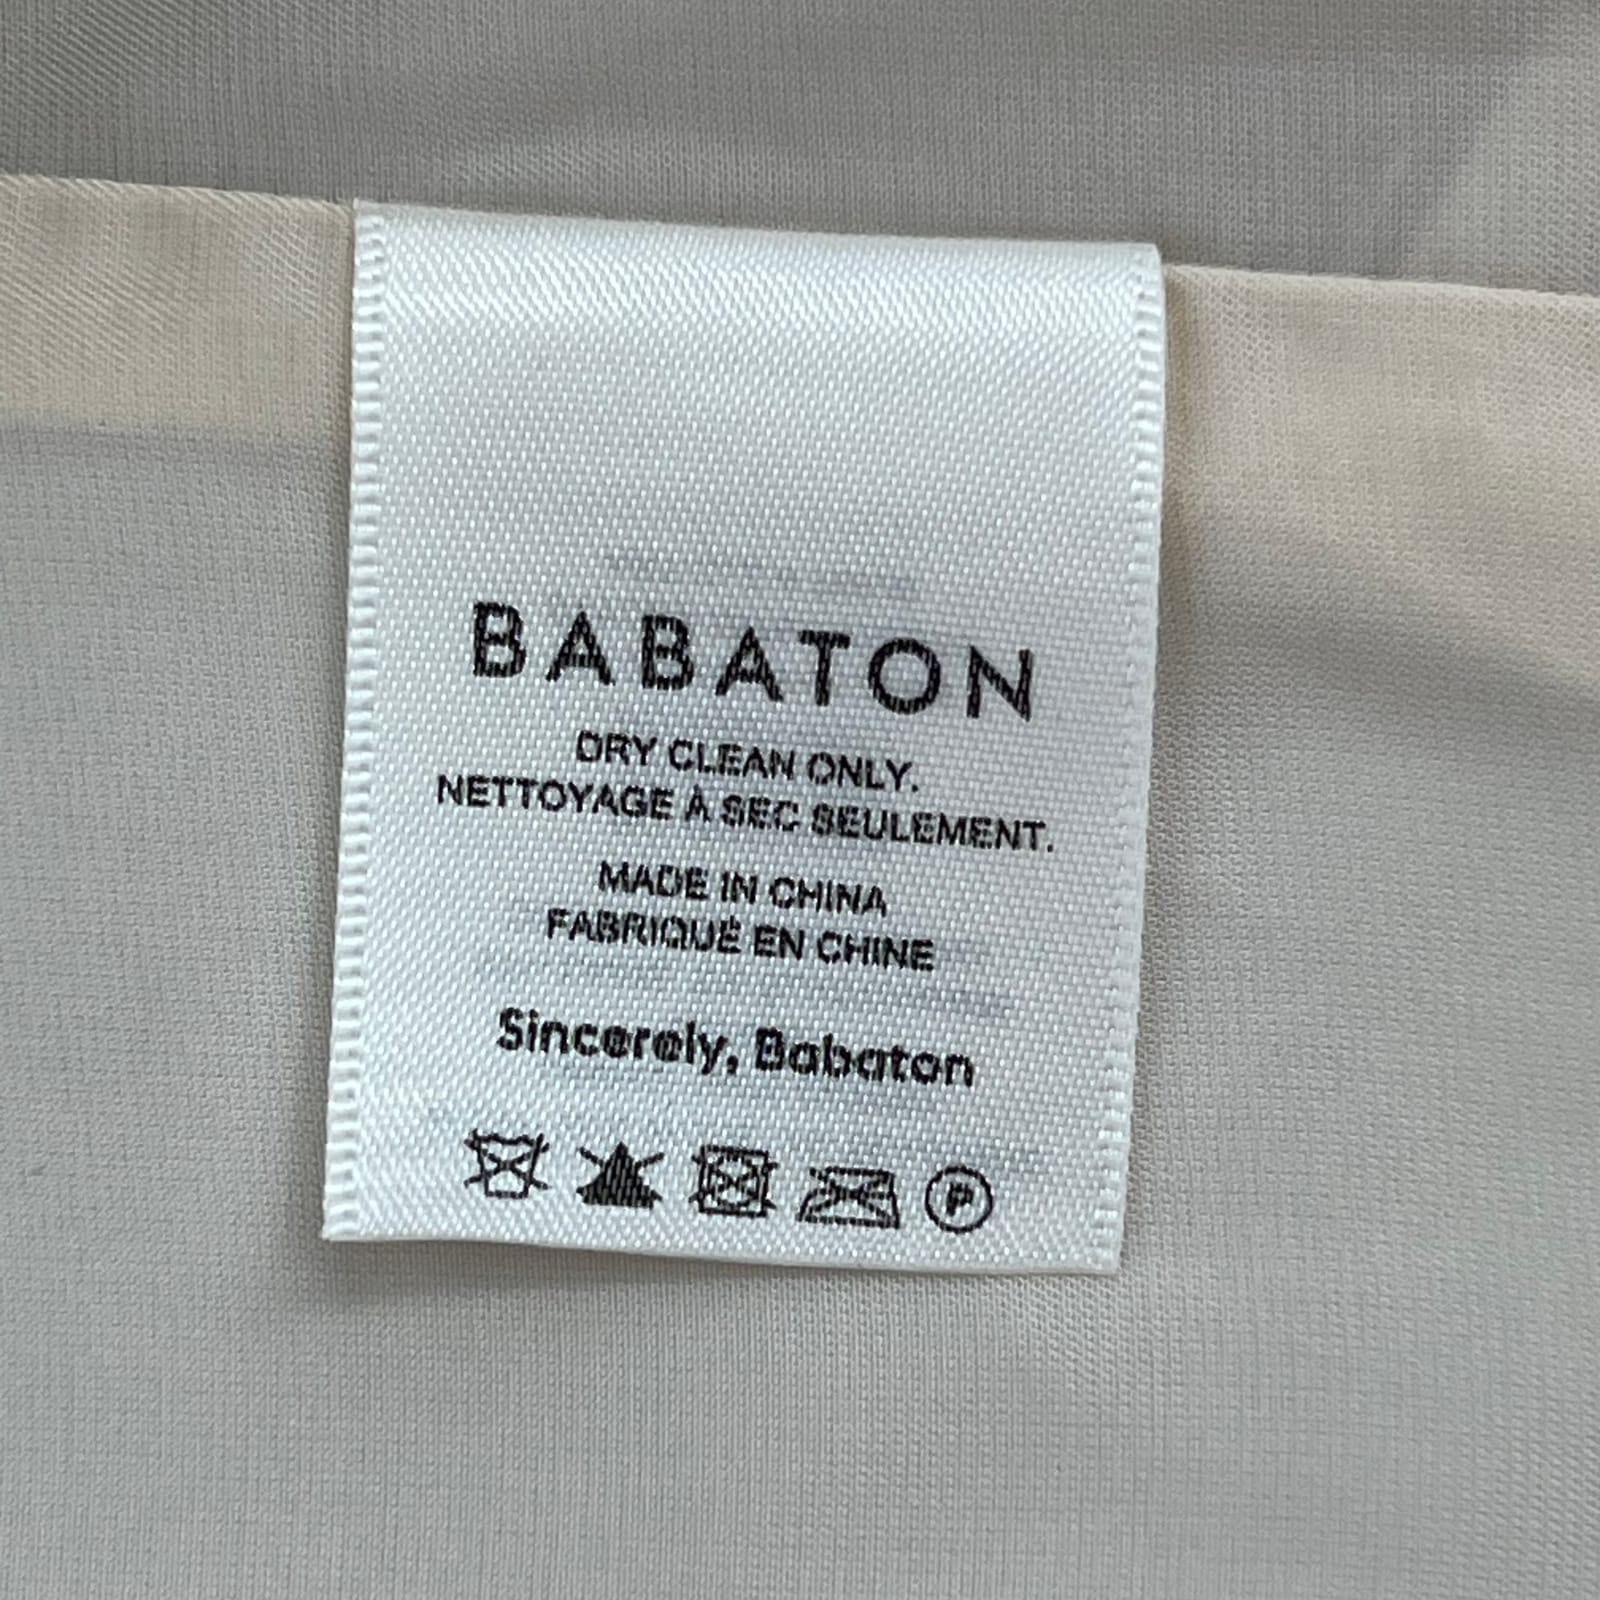 BABATON
DRY CLEAN ONLY.
NETTOYAGE À SEC SEULEMENT.
MADE IN CHINA
FABRIQUÉ EN CHINE
Sincerely, Babaton
P